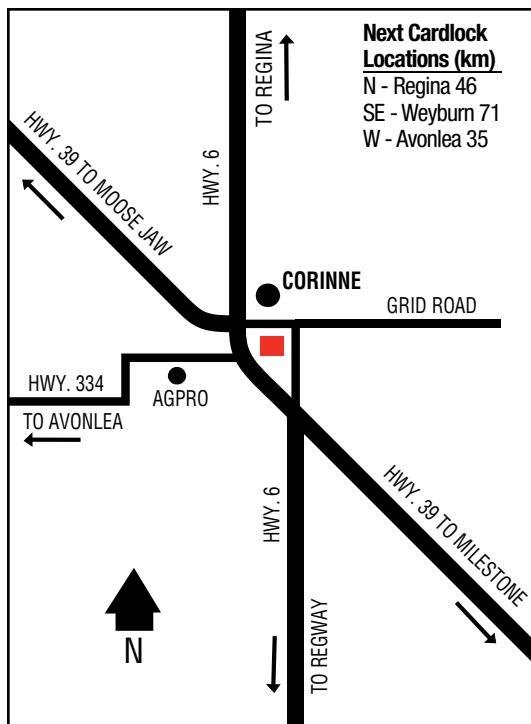 Next Cardlock
Locations (km)
N - Regina 46
SE - Weyburn 71
W - Avonlea 35
TO REGINA
HWY. 6
HWY. 39 TO MOOSE JAW
CORINNE
GRID ROAD
HWY. 334
AGPRO
TO AVONLEA
HWY. 6
HWY. 39 TO MILESTONE
TO REGWAY
N